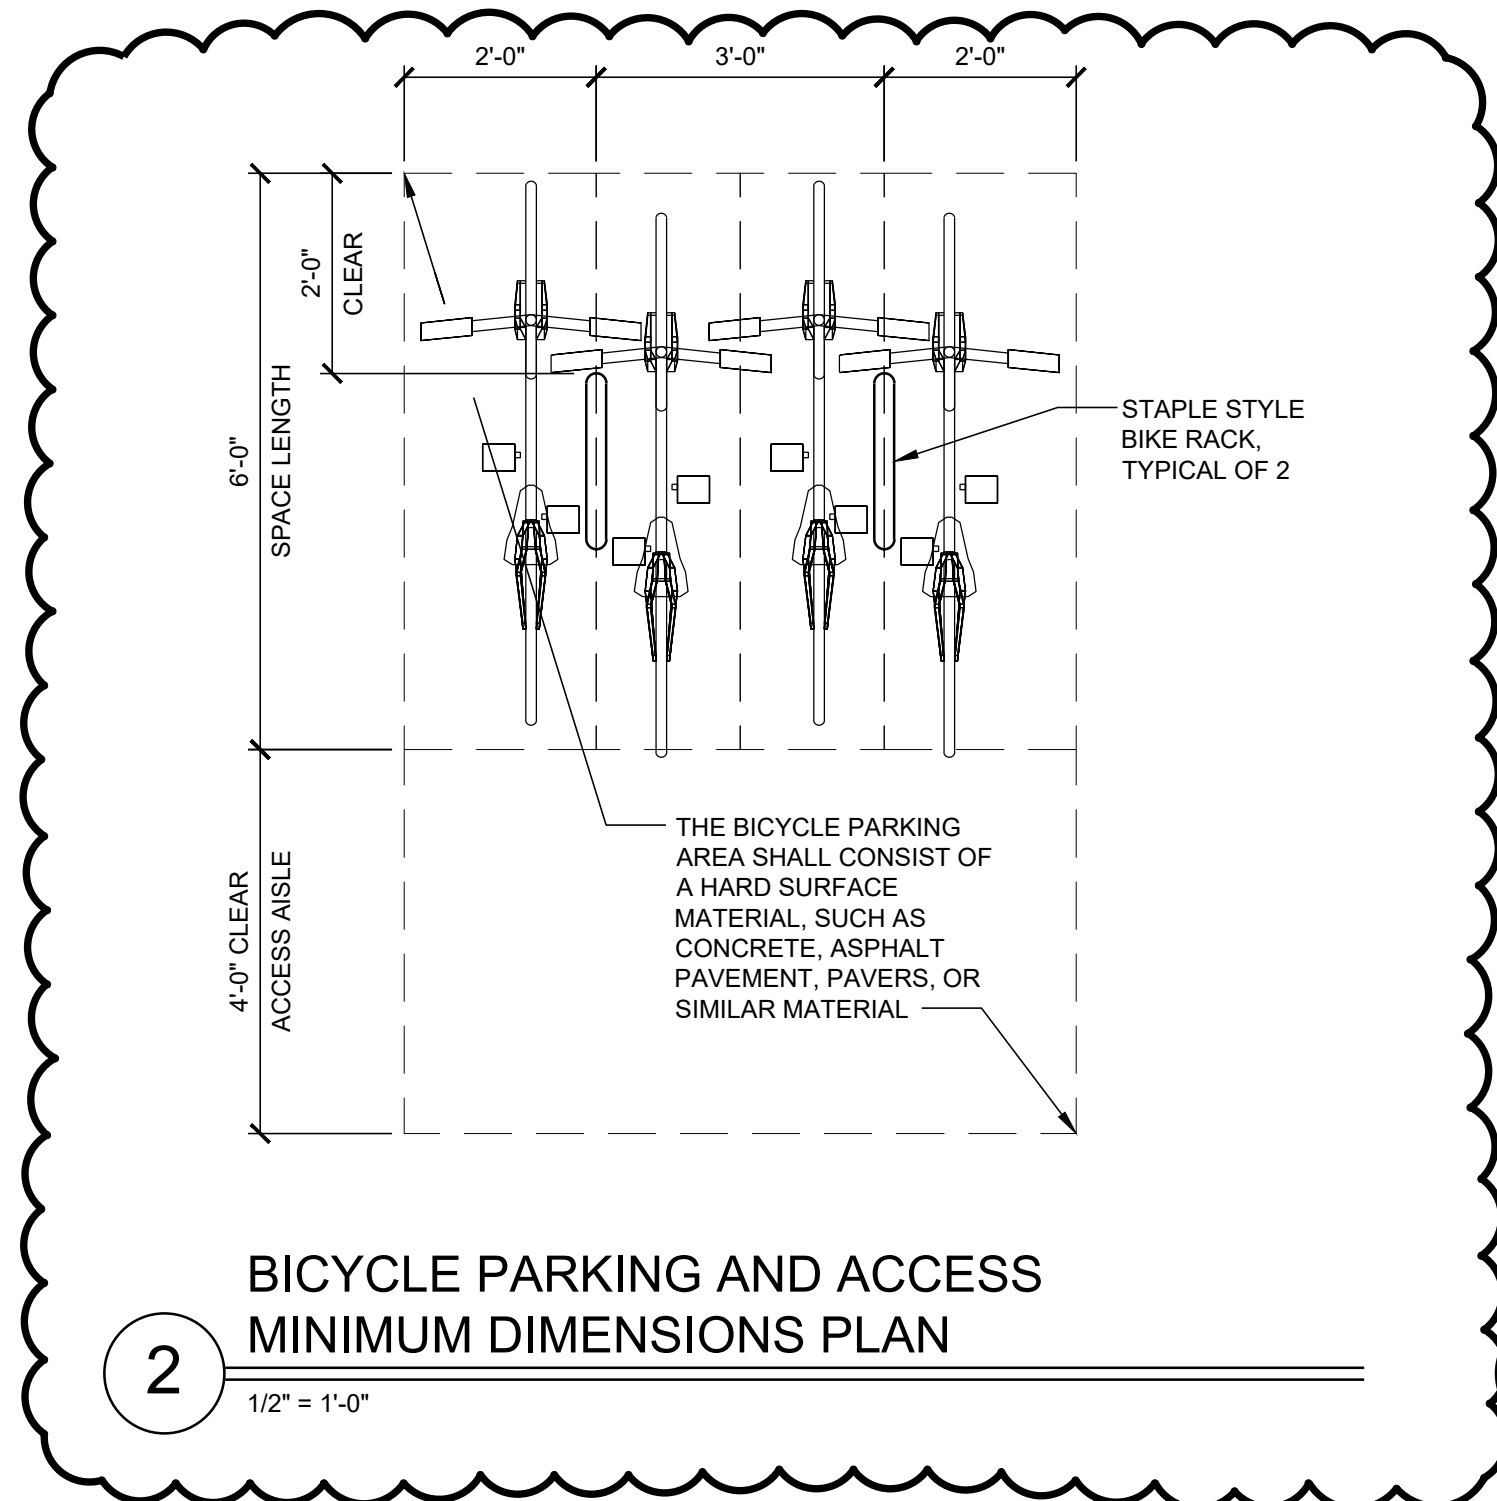 2'-0" 3'-0" 2'-0"
2'-0"
CLEAR
6'-0"
SPACE LENGTH
STAPLE STYLE
BIKE RACK,
TYPICAL OF 2
THE BICYCLE PARKING
AREA SHALL CONSIST OF
A HARD SURFACE
MATERIAL, SUCH AS
CONCRETE, ASPHALT
PAVEMENT, PAVERS, OR
SIMILAR MATERIAL
4'-0" CLEAR
ACCESS AISLE
BICYCLE PARKING AND ACCESS
MINIMUM DIMENSIONS PLAN
2
1/2" = 1'-0"